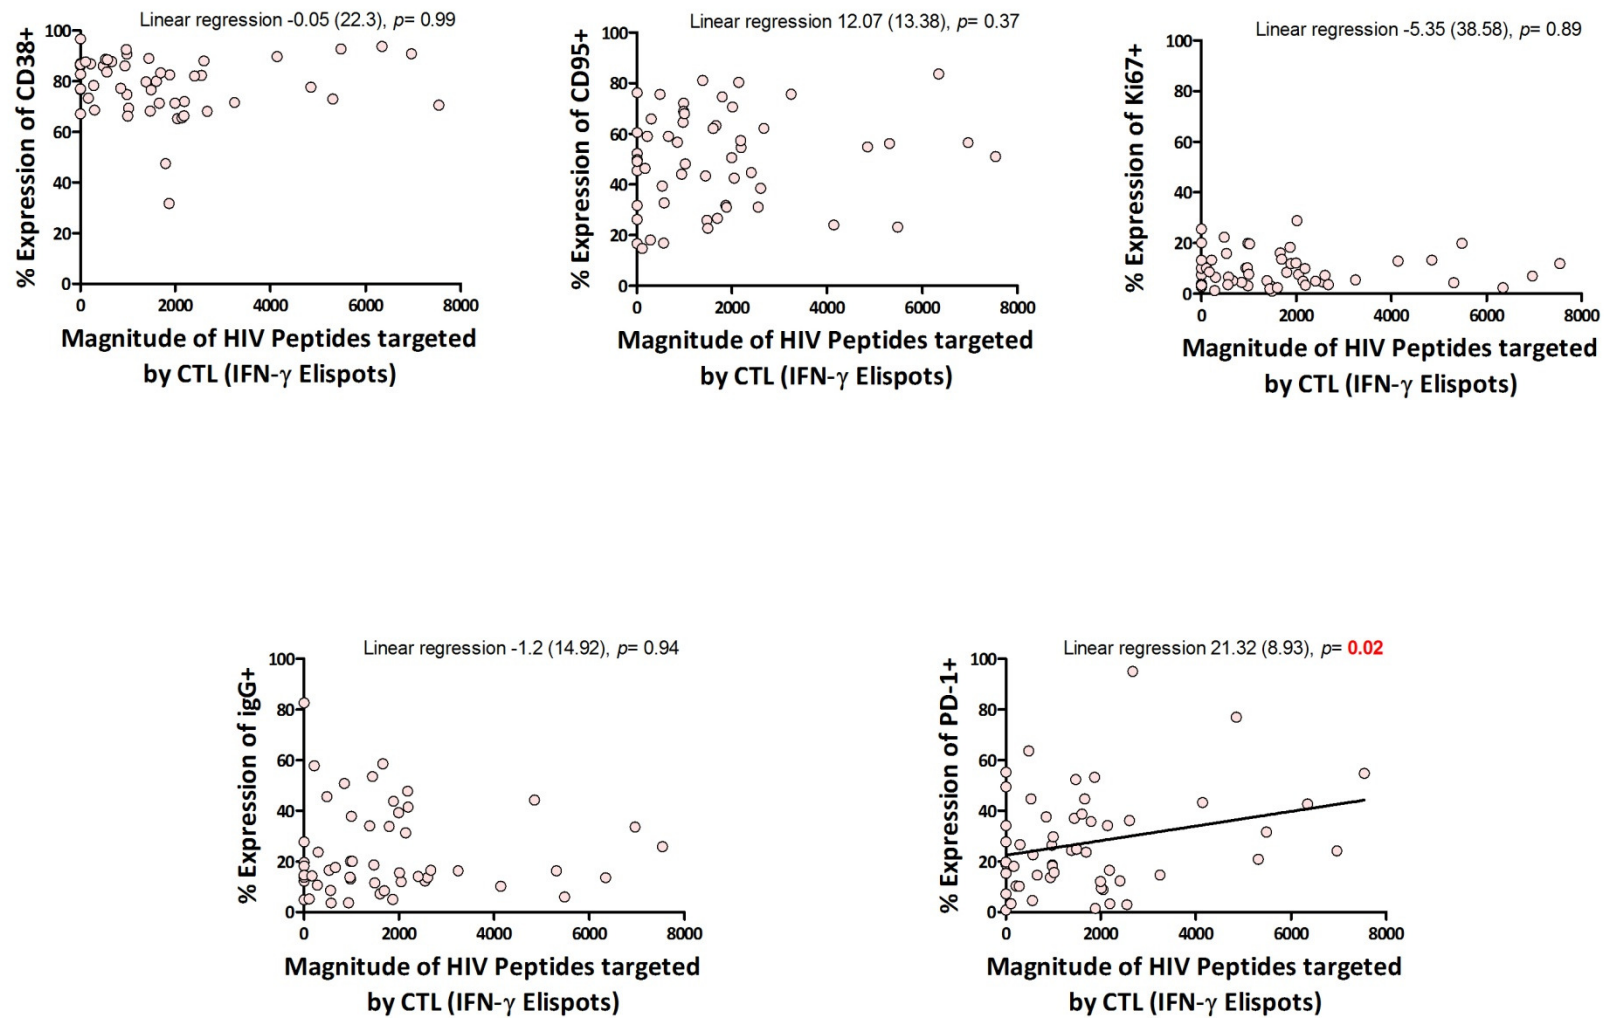 Linear regression -0.05 (22.3), p= 0.99
% Expression of CD38+
100
80
60
40
20
0
0 2000 4000 6000 8000
Magnitude of HIV Peptides targeted
by CTL (IFN-γ Elispots)
Linear regression 12.07 (13.38), p= 0.37
% Expression of CD95+
100
80
60
40
20
0
0 2000 4000 6000 8000
Magnitude of HIV Peptides targeted
by CTL (IFN-γ Elispots)
Linear regression -5.35 (38.58), p= 0.89
% Expression of Ki67+
100
80
60
40
20
0
0 2000 4000 6000 8000
Magnitude of HIV Peptides targeted
by CTL (IFN-γ Elispots)
Linear regression -1.2 (14.92), p= 0.94
% Expression of igG+
100
80
60
40
20
0
0 2000 4000 6000 8000
Magnitude of HIV Peptides targeted
by CTL (IFN-γ Elispots)
Linear regression 21.32 (8.93), p= 0.02
% Expression of PD-1+
100
80
60
40
20
0
0 2000 4000 6000 8000
Magnitude of HIV Peptides targeted
by CTL (IFN-γ Elispots)